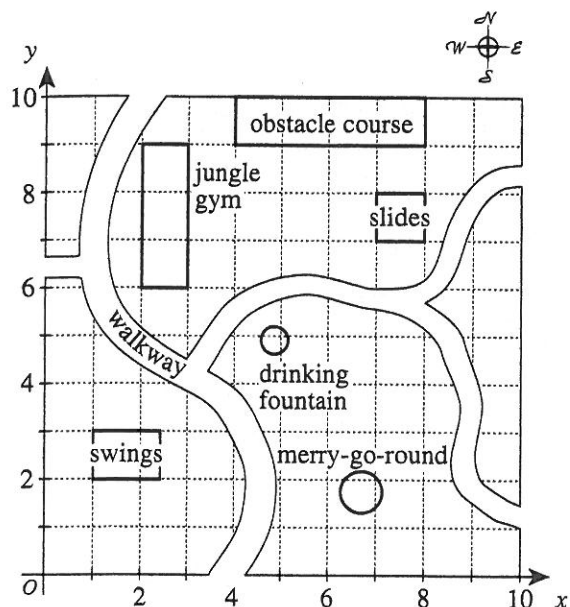 N
W E
S
y
10
obstacle course
jungle
gym
8
slides
6
walkway
4
drinking
fountain
swings
merry-go-round
2
O
2
4
6
8
10
x